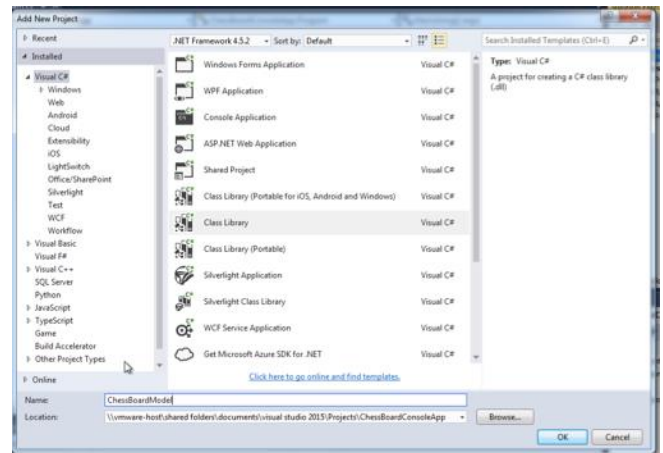 Add New Project
Recent
Installed
Visual C#
Windows
Web
Android
Cloud
Extensibility
iOS
LightSwitch
Office/SharePoint
Silverlight
Test
WCF
Workflow
Visual Basic
Visual F#
Visual C++
SQL Server
Python
JavaScript
TypeScript
Game
Build Accelerator
Other Project Types
Online
.NET Framework 4.5.2 Sort by: Default
Windows Forms Application Visual C#
WPF Application Visual C#
Console Application Visual C#
ASP.NET Web Application Visual C#
Shared Project Visual C#
Class Library (Portable for iOS, Android and Windows) Visual C#
Class Library Visual C#
Class Library (Portable) Visual C#
Silverlight Application Visual C#
Silverlight Class Library Visual C#
WCF Service Application Visual C#
Get Microsoft Azure SDK for .NET Visual C#
Click here to go online and find templates.
Search Installed Templates (Ctrl+E)
Type: Visual C#
A project for creating a C# class library
(.dll)
Name: ChessBoardModel
Location: \\vmware-host\shared folders\documents\visual studio 2015\Projects\ChessBoardConsoleApp Browse...
OK Cancel